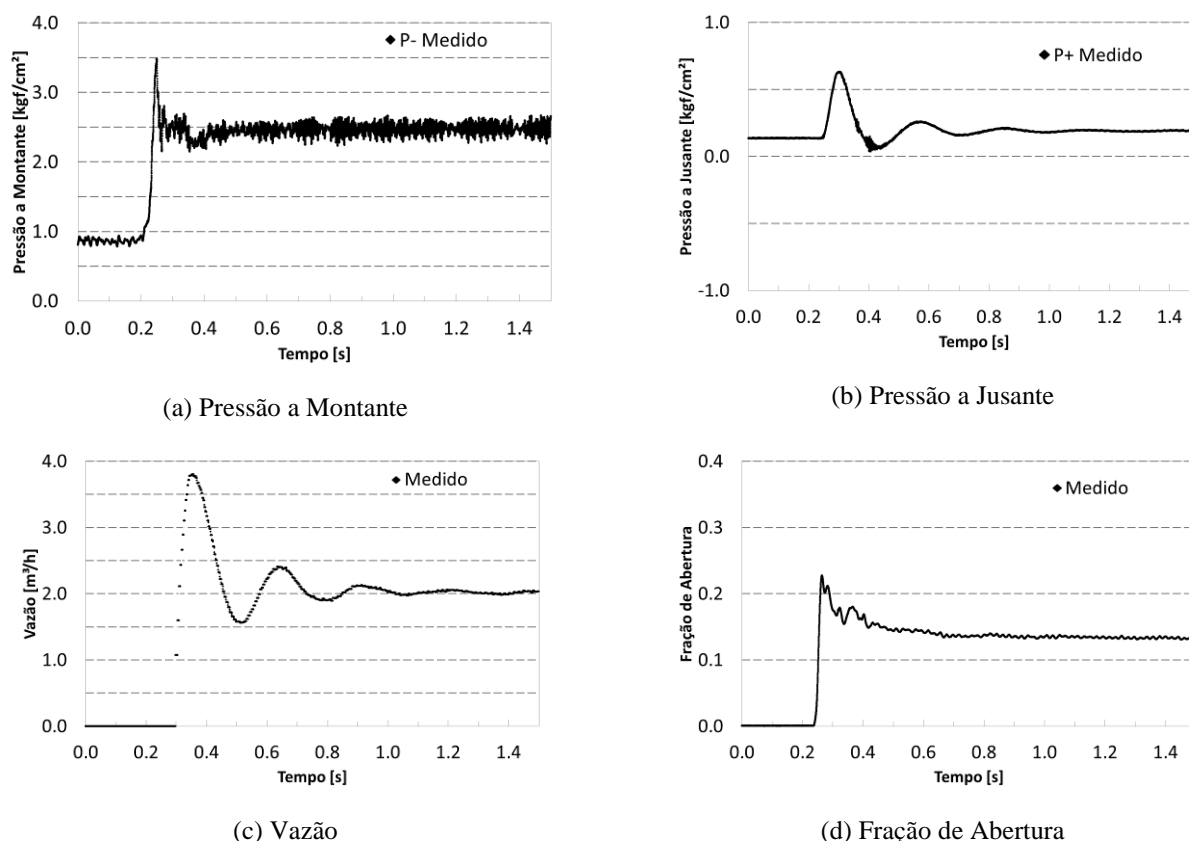 4.0
3.0
2.0
1.0
0.0
Pressão a Montante [kgf/cm²]
P- Medido
0.0 0.2 0.4 0.6 0.8 1.0 1.2 1.4
Tempo [s]
(a) Pressão a Montante
1.0
0.0
-1.0
Pressão a Jusante [kgf/cm²]
P+ Medido
0.0 0.2 0.4 0.6 0.8 1.0 1.2 1.4
Tempo [s]
(b) Pressão a Jusante
4.0
3.0
2.0
1.0
0.0
Vazão [m³/h]
Medido
0.0 0.2 0.4 0.6 0.8 1.0 1.2 1.4
Tempo [s]
(c) Vazão
0.4
0.3
0.2
0.1
0.0
Fração de Abertura
Medido
0.0 0.2 0.4 0.6 0.8 1.0 1.2 1.4
Tempo [s]
(d) Fração de Abertura